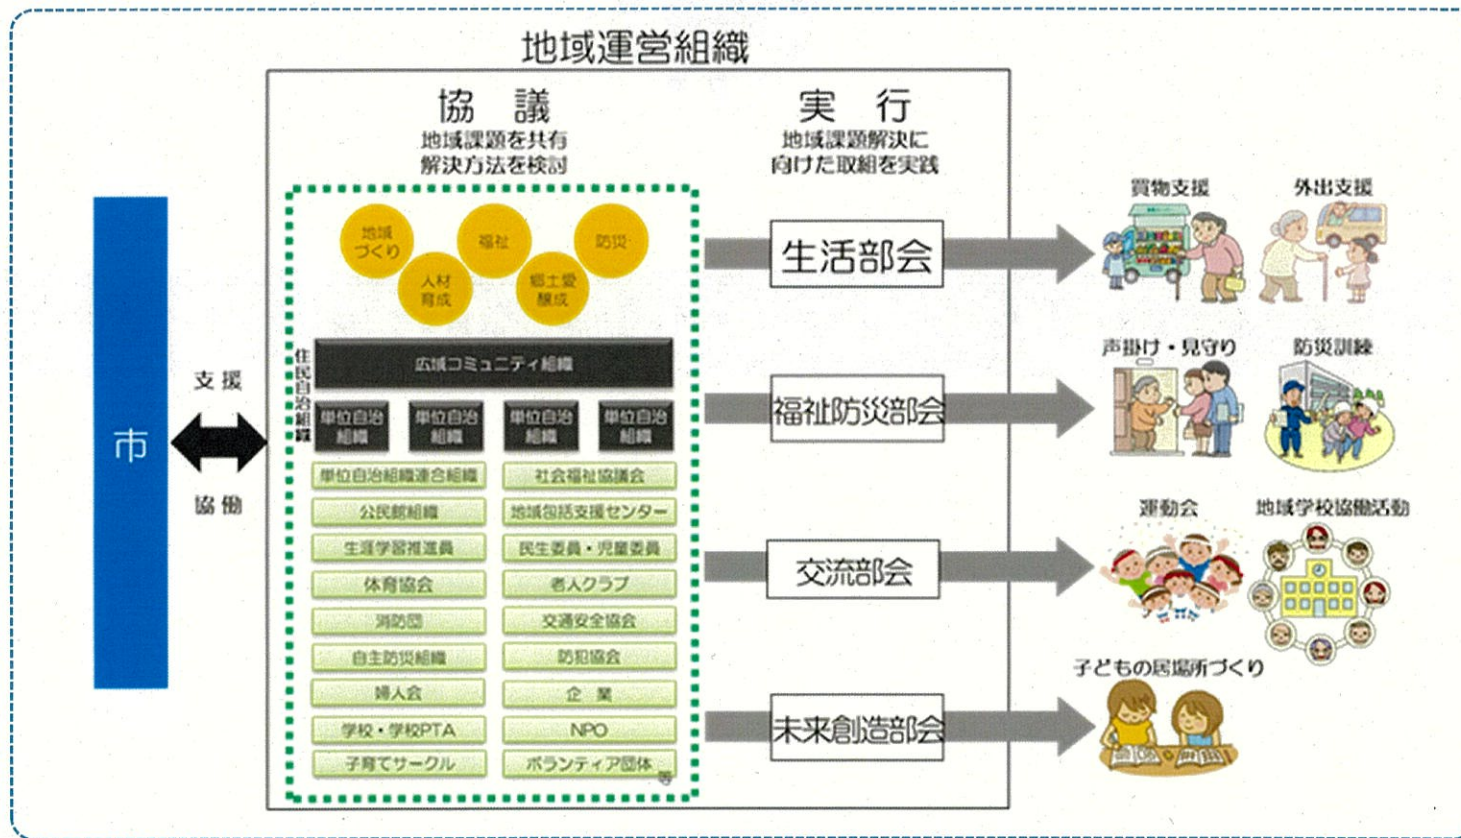 地域運営組織
協 議
地域課題を共有
解決方法を検討
実 行
地域課題解決に
向けた取組を実践
市
支援
協働
地域
づくり
福祉
防災
人材
育成
郷土愛
醸成
住民自治組織
広域コミュニティ組織
単位自治
組織
単位自治
組織
単位自治
組織
単位自治
組織
単位自治組織連合組織
社会福祉協議会
公民館組織
地域包括支援センター
生涯学習推進員
民生委員・児童委員
体育協会
老人クラブ
消防団
交通安全協会
自主防災組織
防犯協会
婦人会
企 業
学校・学校PTA
NPO
子育てサークル
ボランティア団体
等
生活部会
福祉防災部会
交流部会
未来創造部会
買物支援
外出支援
声掛け・見守り
防災訓練
運動会
地域学校協働活動
子どもの居場所づくり